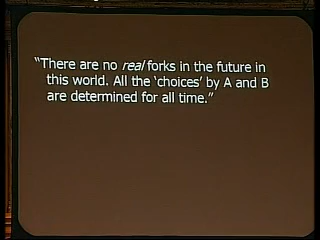 “There are no real forks in the future in
this world. All the ‘choices’ by A and B
are determined for all time.”